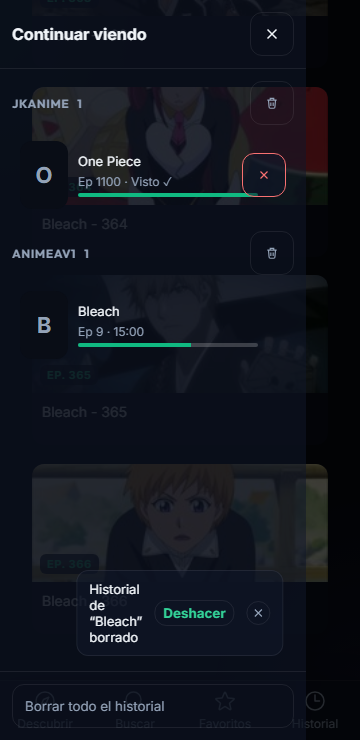 Continuar viendo
JKANIME 1
O
One Piece
Ep 1100 · Visto ✓
Bleach - 364
ANIMEAV1 1
B
Bleach
Ep 9 · 15:00
EP. 365
Bleach - 365
EP. 366
Bleach
Historial
de
“Bleach”
borrado
Deshacer
Borrar todo el historial
Descubrir
Buscar
Favoritos
Historial